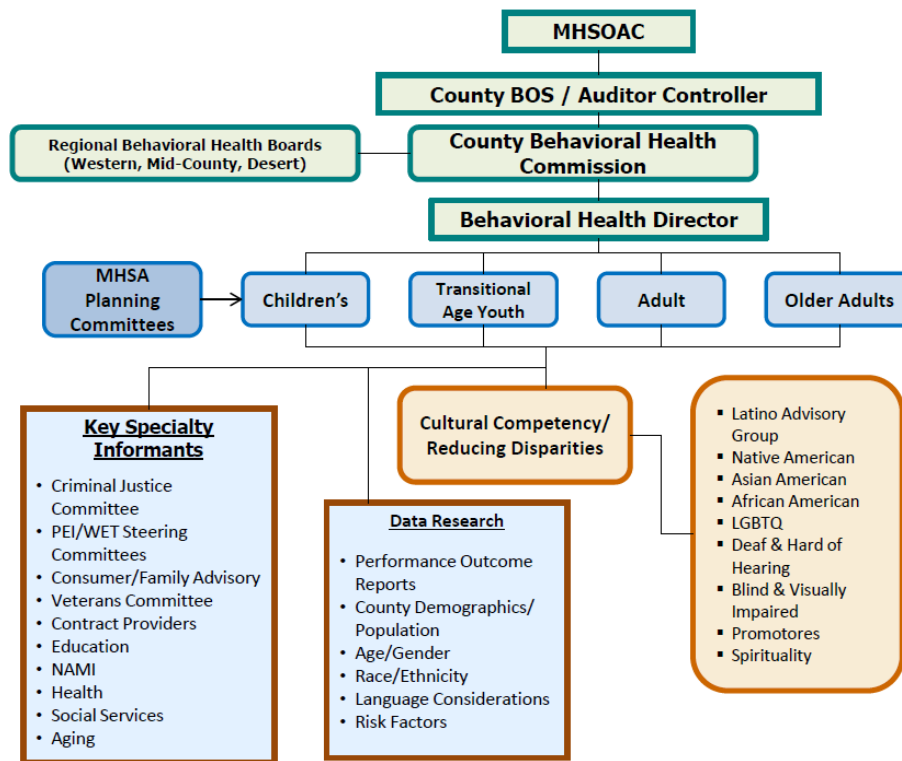 MHSOAC
County BOS / Auditor Controller
Regional Behavioral Health Boards
(Western, Mid-County, Desert)
County Behavioral Health
Commission
Behavioral Health Director
MHSA
Planning
Committees
Children's
Transitional
Age Youth
Adult
Older Adults
Key Specialty
Informants
• Criminal Justice
Committee
• PEI/WET Steering
Committees
• Consumer/Family Advisory
• Veterans Committee
• Contract Providers
• Education
• NAMI
• Health
• Social Services
• Aging
Data Research
• Performance Outcome
Reports
• County Demographics/
Population
• Age/Gender
• Race/Ethnicity
• Language Considerations
• Risk Factors
Cultural Competency/
Reducing Disparities
▪ Latino Advisory
Group
▪ Native American
▪ Asian American
▪ African American
▪ LGBTQ
▪ Deaf & Hard of
Hearing
▪ Blind & Visually
Impaired
▪ Promotores
▪ Spirituality